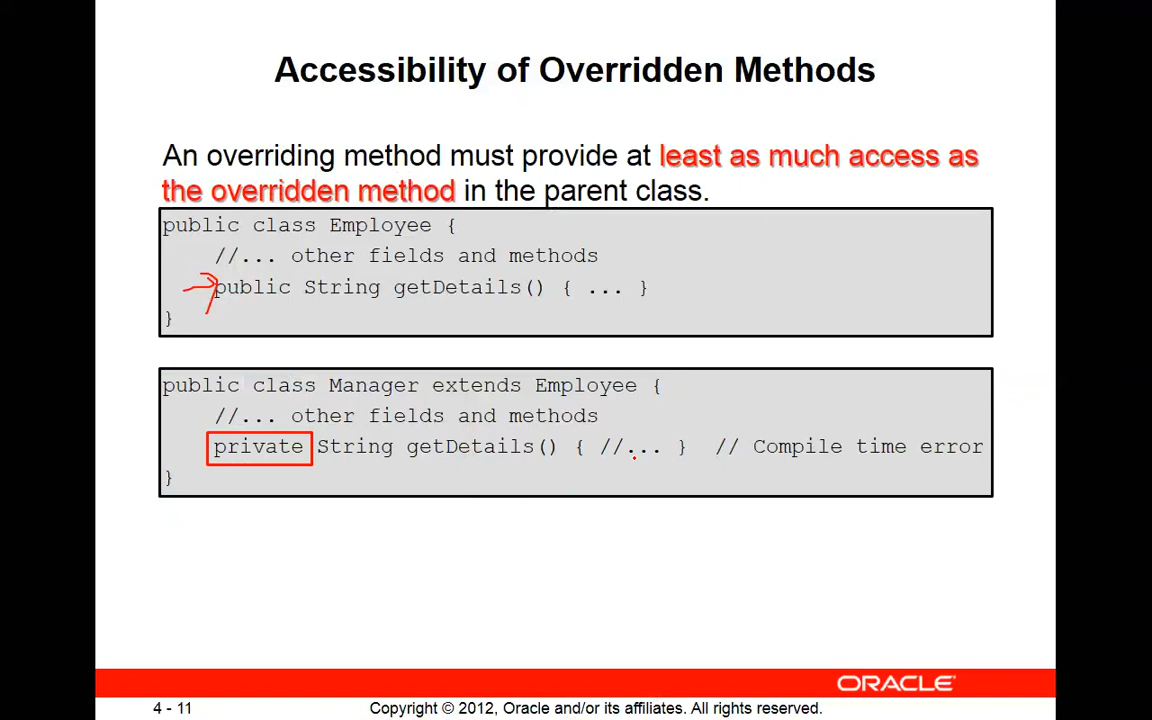 Accessibility of Overridden Methods
An overriding method must provide at least as much access as
the overridden method in the parent class.
public class Employee {
//... other fields and methods
public String getDetails() { ... }
}
public class Manager extends Employee {
//... other fields and methods
private String getDetails() { //... } // Compile time error
}
ORACLE
4 - 11
Copyright © 2012, Oracle and/or its affiliates. All rights reserved.